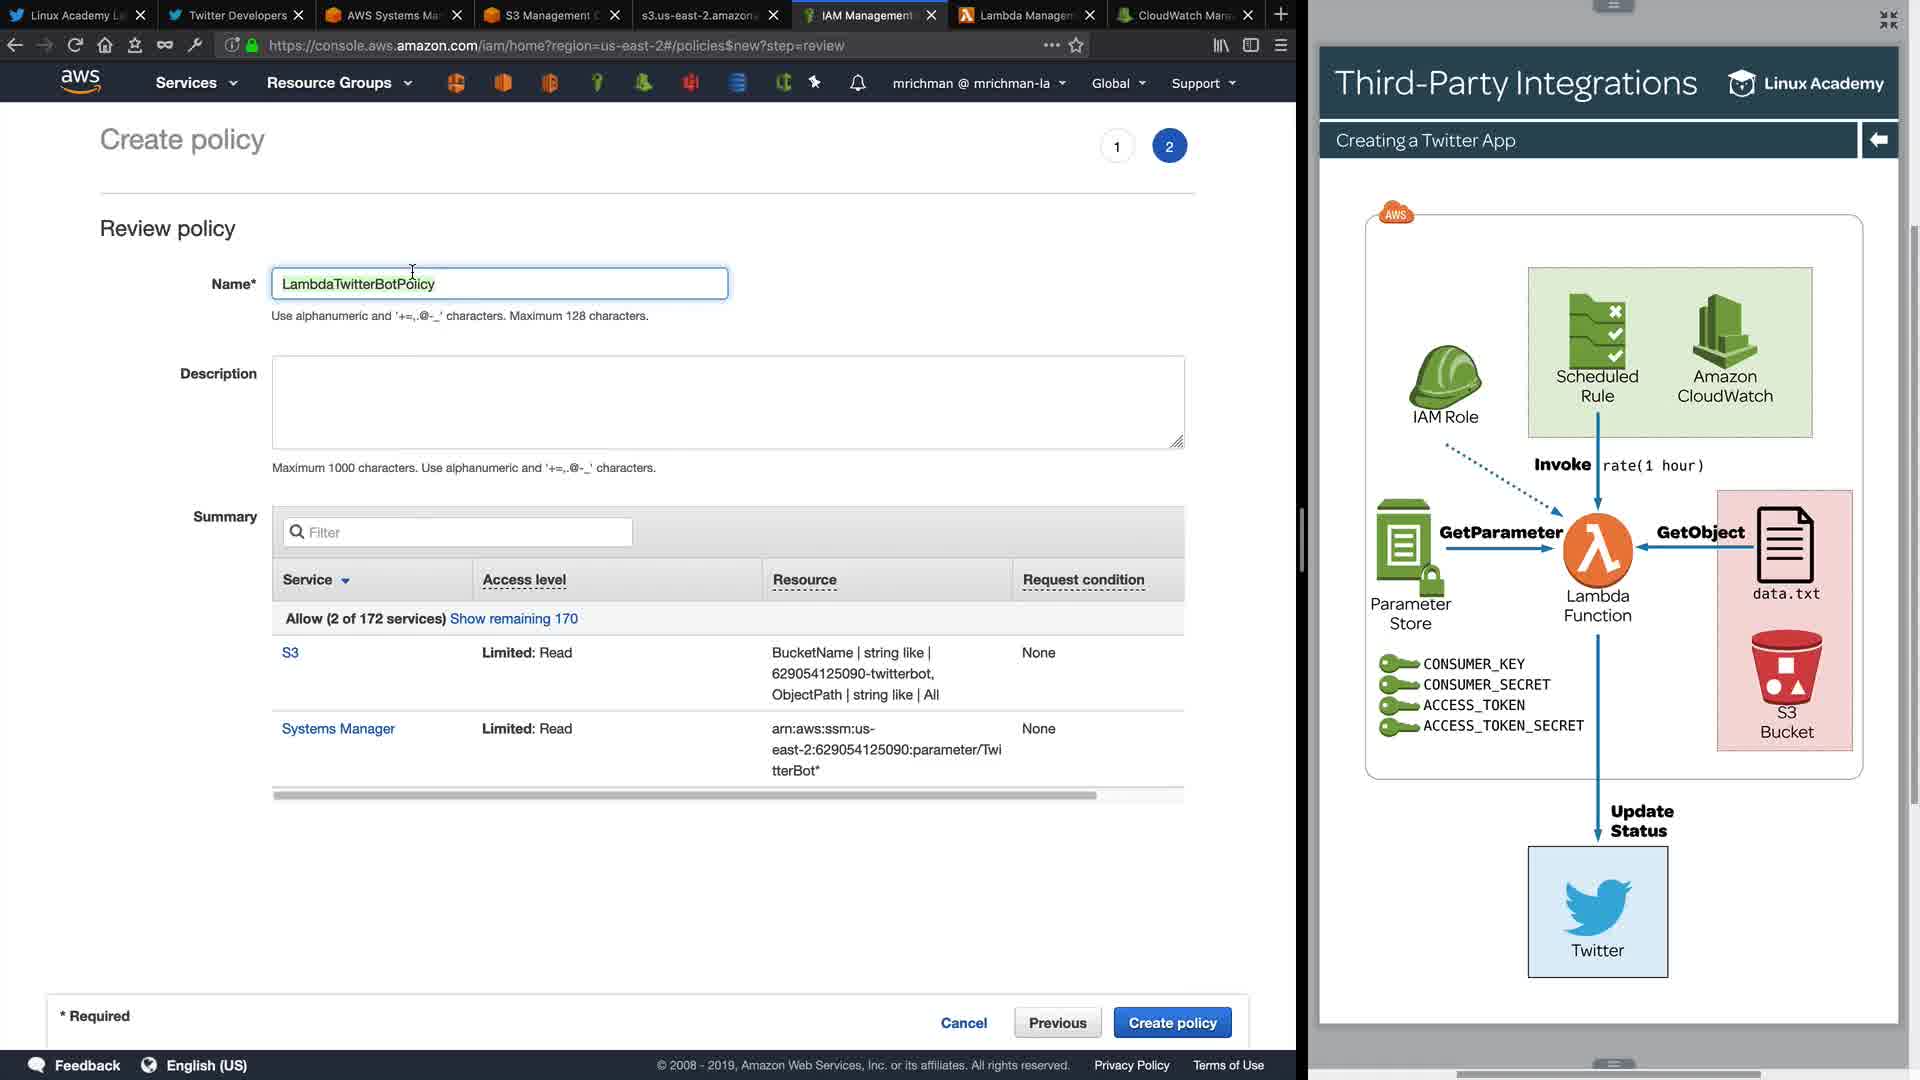 Linux Academy L
Twitter Developers
AWS Systems Ma
S3 Management C
s3.us-east-2.amazon
IAM Management
Lambda Managem
CloudWatch Mana
https://console.aws.amazon.com/iam/home?region=us-east-2#/policies$new?step=review
aws
Services
Resource Groups
mrichman @ mrichman-la
Global
Support
Create policy
1
2
Review policy
Name*
LambdaTwitterBotPolicy
Use alphanumeric and '+=,.@-_' characters. Maximum 128 characters.
Description
Maximum 1000 characters. Use alphanumeric and '+=,.@-_' characters.
Summary
Filter
Service
Access level
Resource
Request condition
Allow (2 of 172 services) Show remaining 170
S3
Limited: Read
BucketName | string like |
629054125090-twitterbot,
ObjectPath | string like | All
None
Systems Manager
Limited: Read
arn:aws:ssm:us-
east-2:629054125090:parameter/Twi
tterBot*
None
* Required
Cancel
Previous
Create policy
Feedback
English (US)
© 2008 - 2019, Amazon Web Services, Inc. or its affiliates. All rights reserved.
Privacy Policy
Terms of Use
Third-Party Integrations
Linux Academy
Creating a Twitter App
AWS
Scheduled
Rule
Amazon
CloudWatch
IAM Role
Invoke
rate(1 hour)
GetParameter
GetObject
Parameter
Store
Lambda
Function
data.txt
CONSUMER_KEY
CONSUMER_SECRET
ACCESS_TOKEN
ACCESS_TOKEN_SECRET
S3
Bucket
Update
Status
Twitter